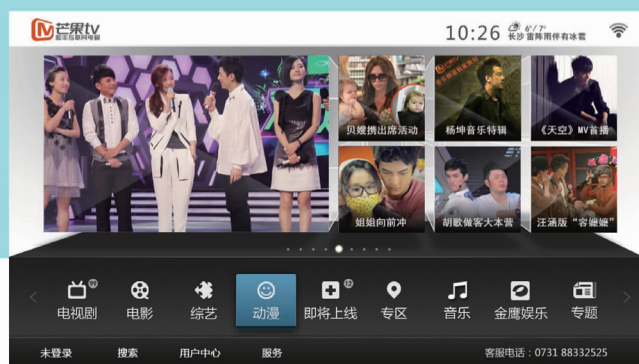 芒果tv
10:26
6°/7°
长沙 雷阵雨伴有冰雹
贝嫂携出席活动
杨坤音乐特辑
《天空》MV首播
姐姐向前冲
胡歌做客大本营
汪涵版“容嬷嬷”
电视剧
电影
综艺
动漫
即将上线
专区
音乐
金鹰娱乐
专题
未登录
搜索
用户中心
服务
客服电话：0731 88332525